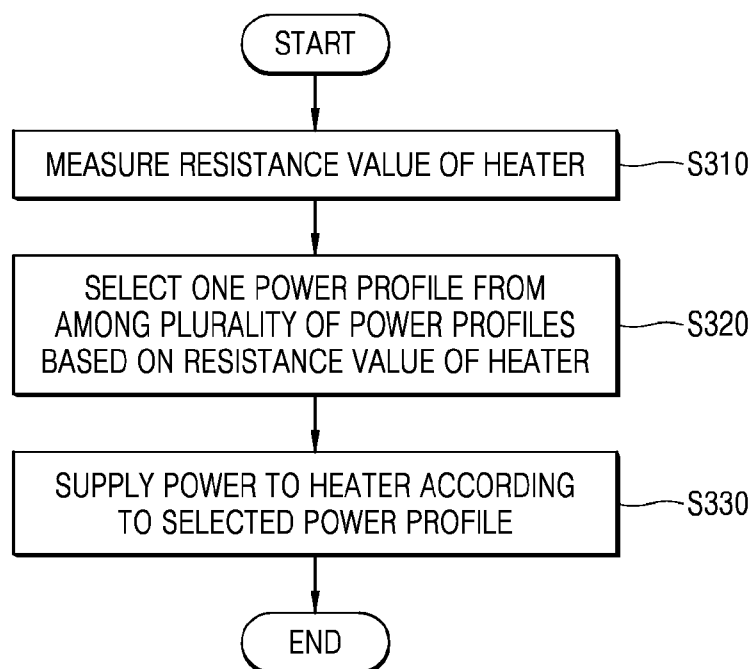 START
MEASURE RESISTANCE VALUE OF HEATER
S310
SELECT ONE POWER PROFILE FROM
AMONG PLURALITY OF POWER PROFILES
BASED ON RESISTANCE VALUE OF HEATER
S320
SUPPLY POWER TO HEATER ACCORDING
TO SELECTED POWER PROFILE
S330
END